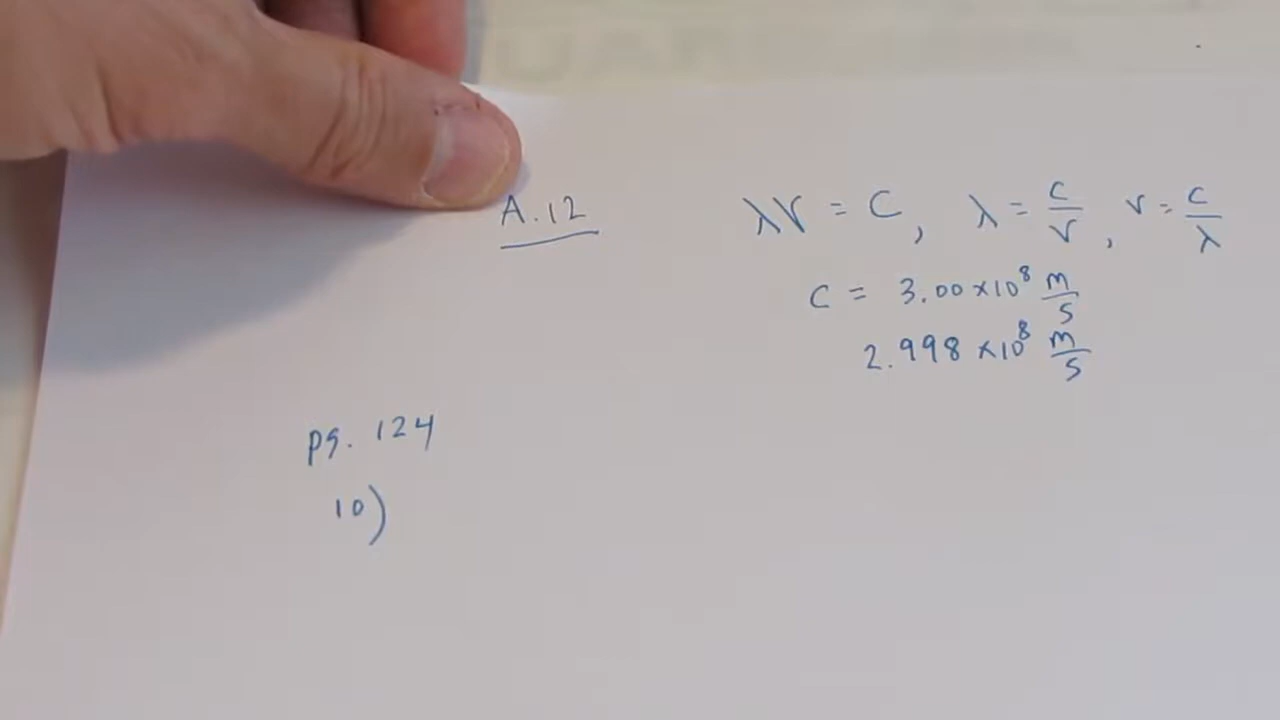 A.12
λν = C, λ = C/ν, ν = C/λ
C = 3.00 ×10⁸ m/s
2.998 ×10⁸ m/s
pg. 124
10)